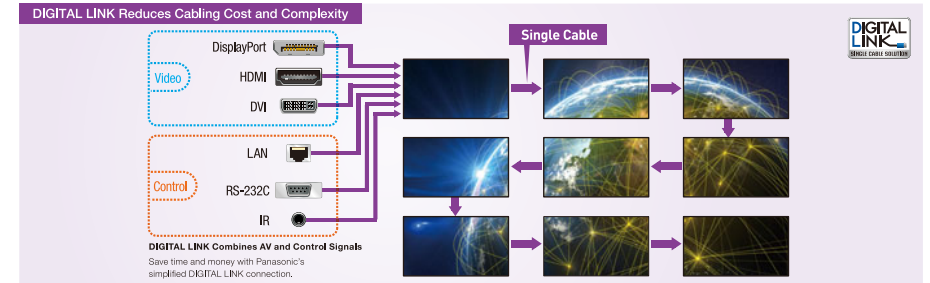 DIGITAL LINK Reduces Cabling Cost and Complexity
DisplayPort
HDMI
DVI
Video
LAN
RS-232C
IR
Control
Single Cable
DIGITAL
LINK
SINGLE CABLE SOLUTION
DIGITAL LINK Combines AV and Control Signals
Save time and money with Panasonic's
simplified DIGITAL LINK connection.